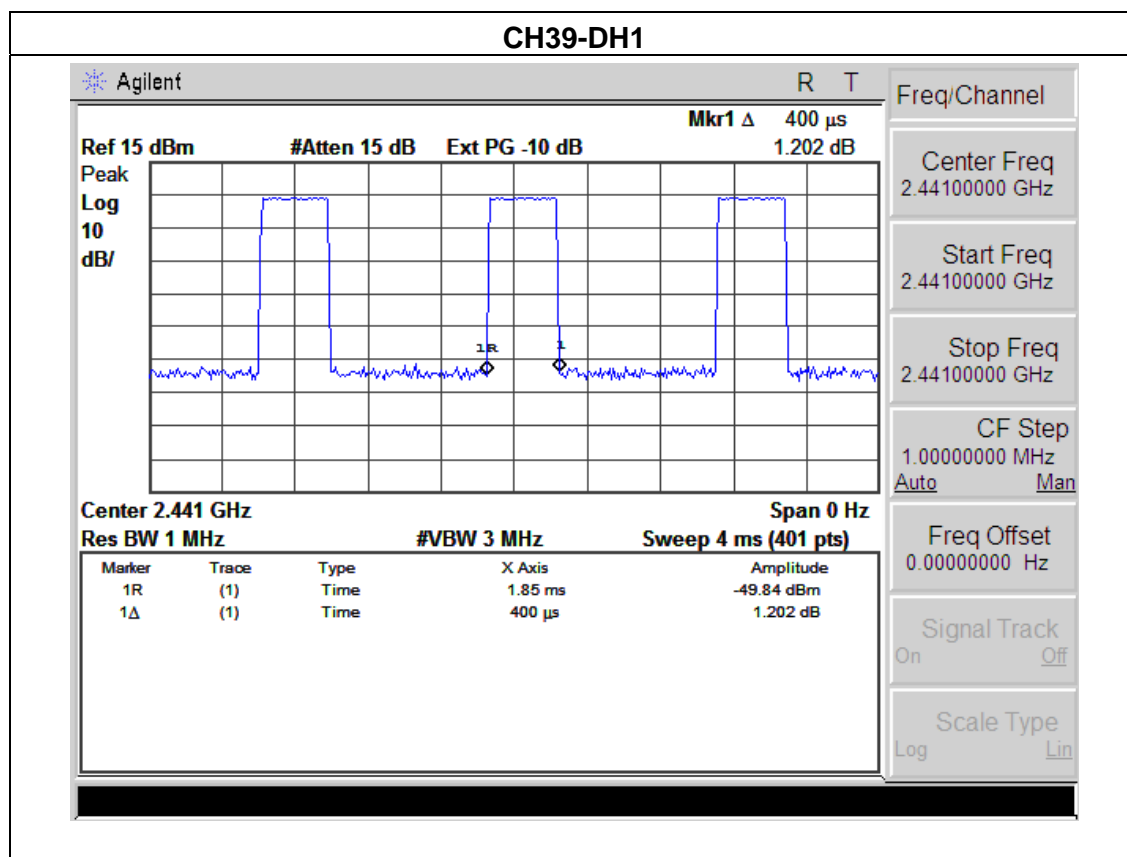 CH39-DH1
Agilent R T
Mkr1 Δ 400 μs
Ref 15 dBm #Atten 15 dB Ext PG -10 dB 1.202 dB
Peak
Log
10
dB/
1R 1
Center 2.441 GHz Span 0 Hz
Res BW 1 MHz #VBW 3 MHz Sweep 4 ms (401 pts)
Marker Trace Type X Axis Amplitude
1R (1) Time 1.85 ms -49.84 dBm
1Δ (1) Time 400 μs 1.202 dB
Freq/Channel
Center Freq
2.44100000 GHz
Start Freq
2.44100000 GHz
Stop Freq
2.44100000 GHz
CF Step
1.00000000 MHz
Auto Man
Freq Offset
0.00000000 Hz
Signal Track
On Off
Scale Type
Log Lin